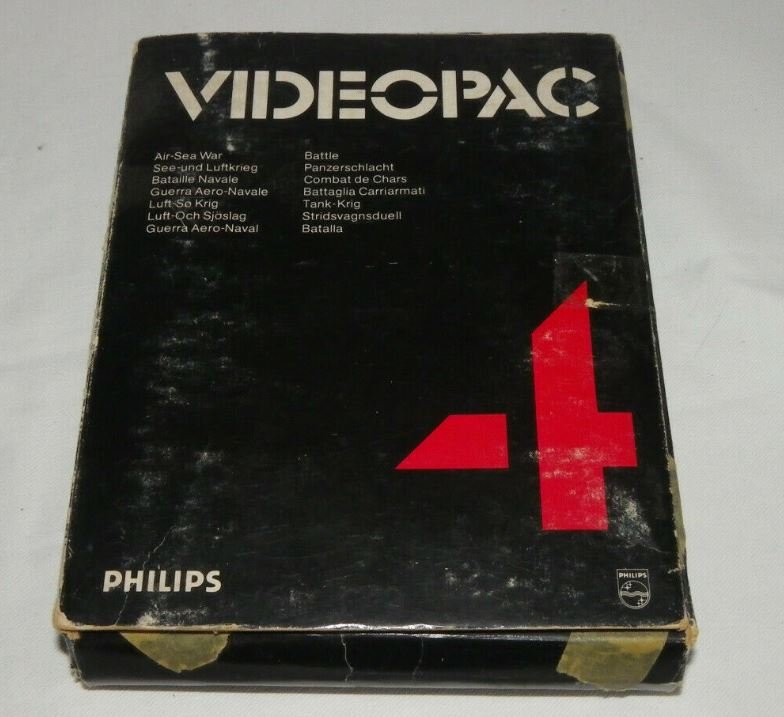 VIDEOPAC
Air-Sea War
See-und Luftkrieg
Bataille Navale
Guerra Aero-Navale
Luft-Sø Krig
Luft-Och Sjöslag
Guerra Aero-Naval
Battle
Panzerschlacht
Combat de Chars
Battaglia Carriarmati
Tank-Krig
Stridsvagnsduell
Batalla
4
PHILIPS
PHILIPS